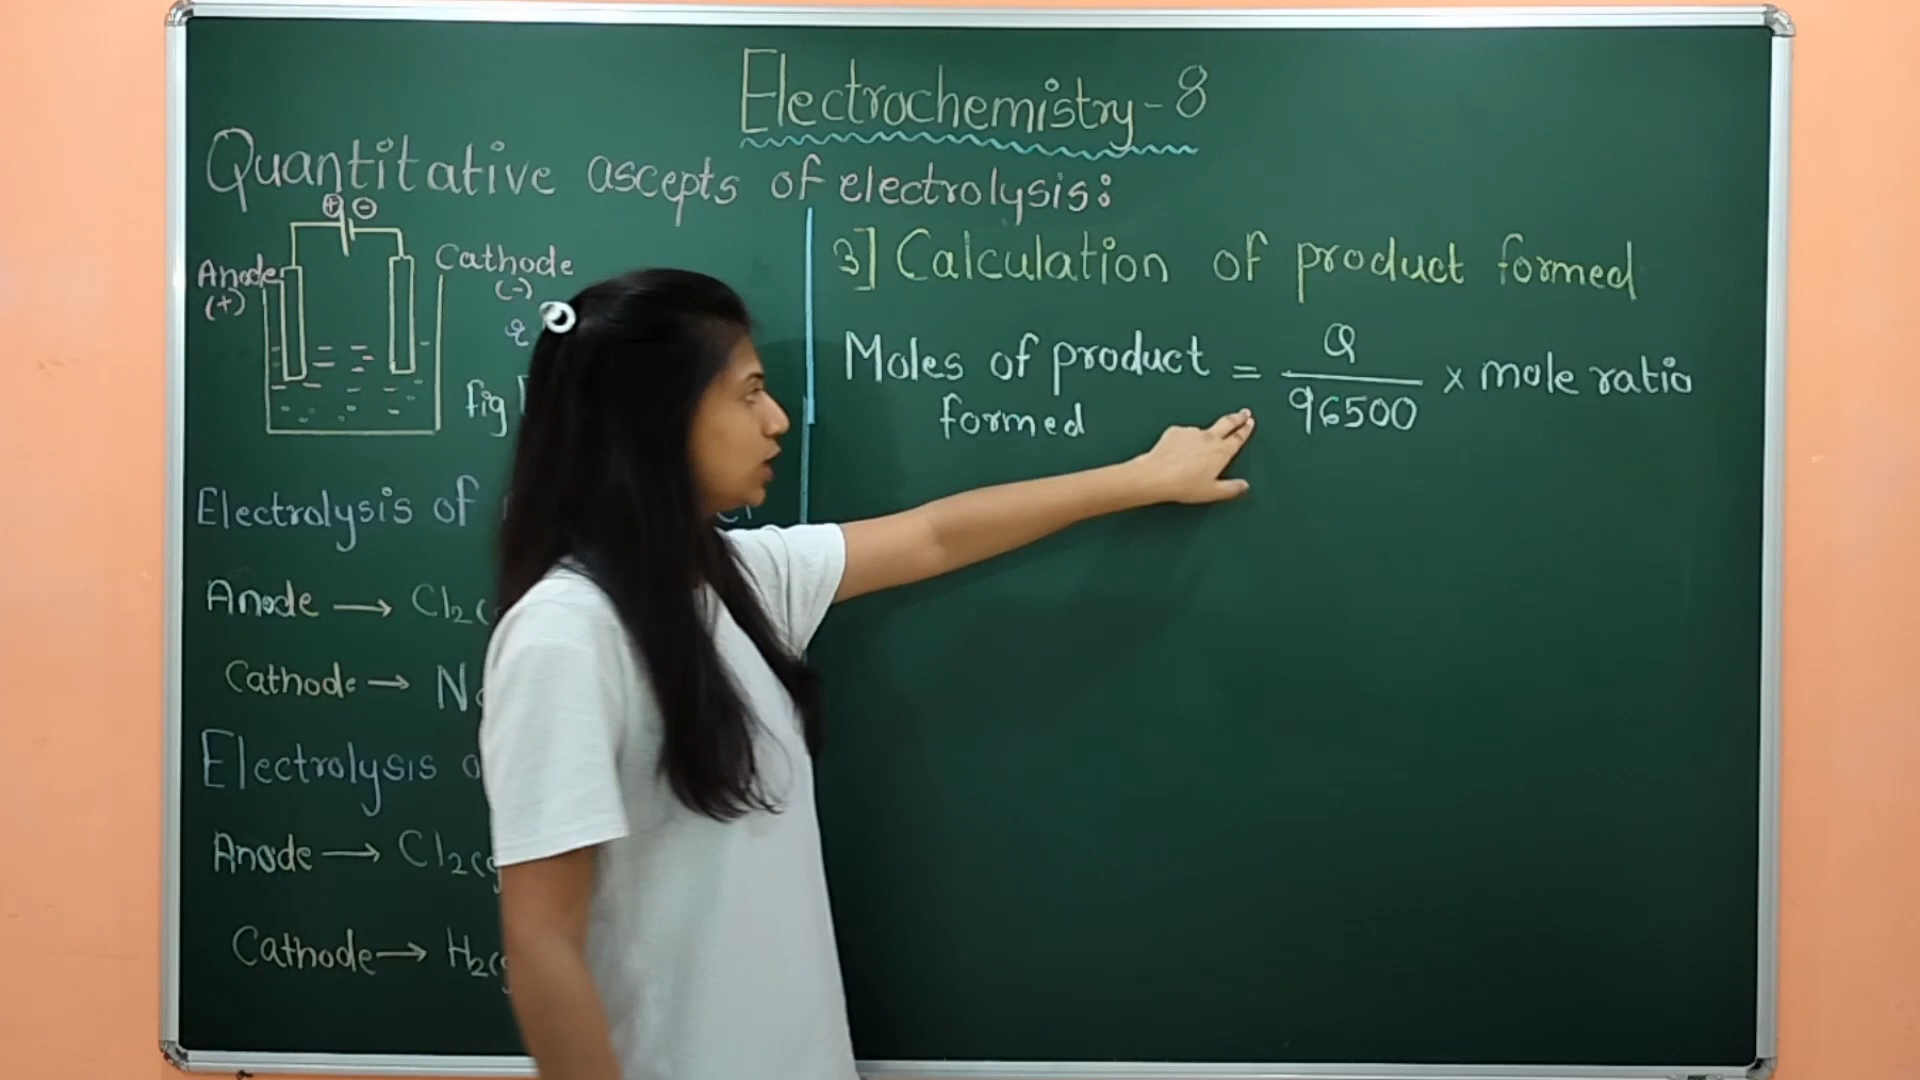 Electrochemistry-8
Quantitative ascepts of electrolysis:
⊕ ⊖
Anode
(+)
Cathode
(-)
fig
Electrolysis of
Anode → Cl₂(
Cathode →
Electrolysis
Anode → Cl₂(g
Cathode → H₂(g
3] Calculation of product formed
Moles of product formed = Q / 96500 × mole ratio